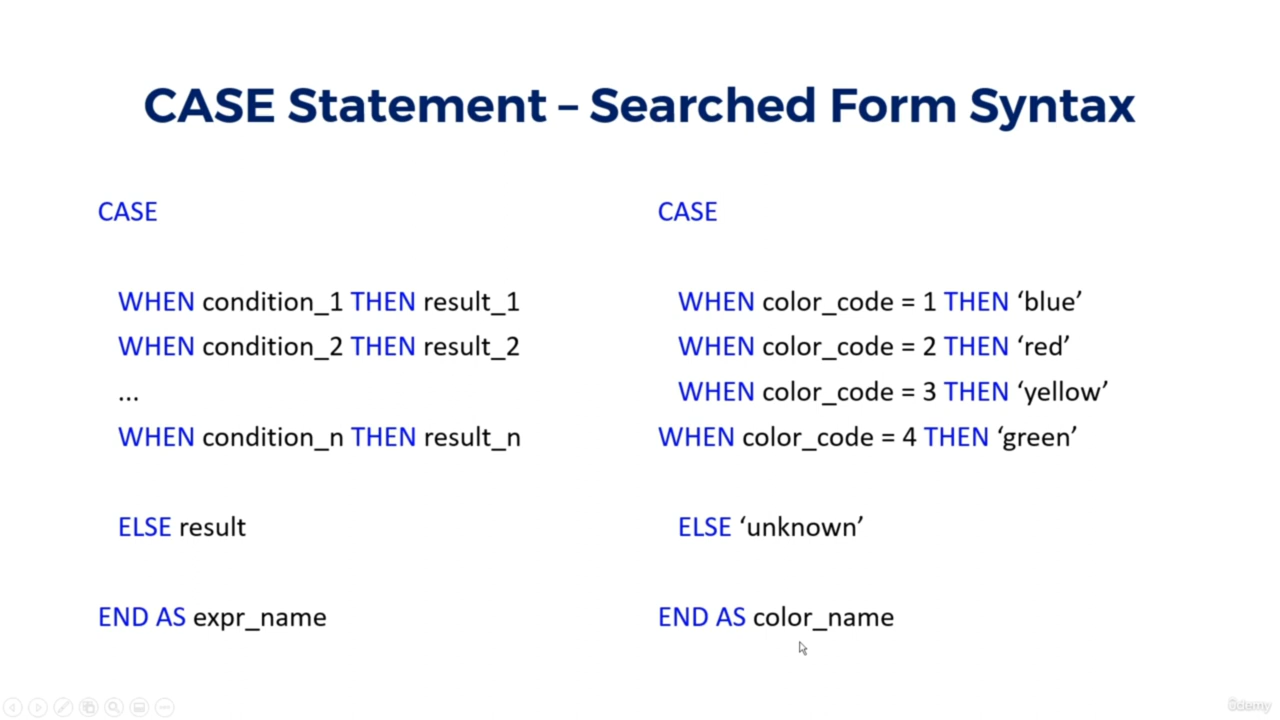 CASE Statement – Searched Form Syntax
CASE
WHEN condition_1 THEN result_1
WHEN condition_2 THEN result_2
...
WHEN condition_n THEN result_n
ELSE result
END AS expr_name
CASE
WHEN color_code = 1 THEN ‘blue’
WHEN color_code = 2 THEN ‘red’
WHEN color_code = 3 THEN ‘yellow’
WHEN color_code = 4 THEN ‘green’
ELSE ‘unknown’
END AS color_name
ûdemy